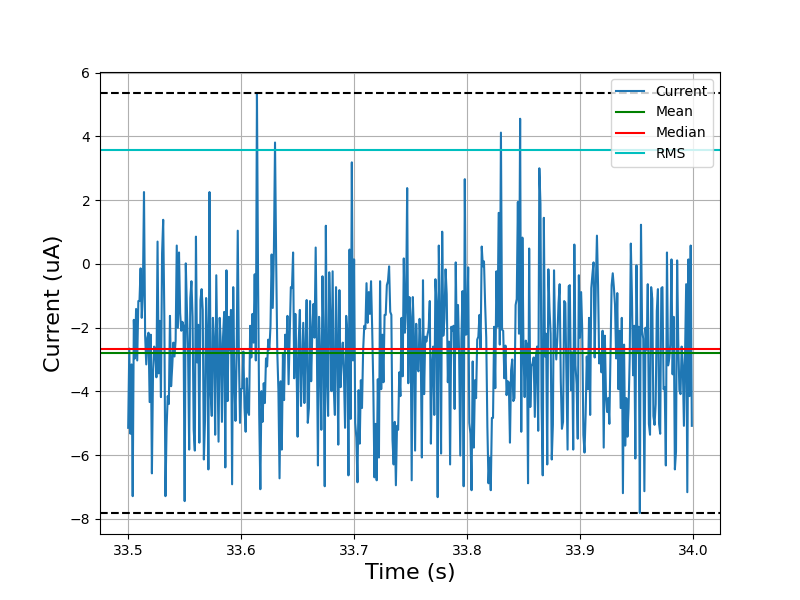 6
4
2
0
−2
−4
−6
−8
Current (uA)
33.5
33.6
33.7
33.8
33.9
34.0
Time (s)
Current
Mean
Median
RMS